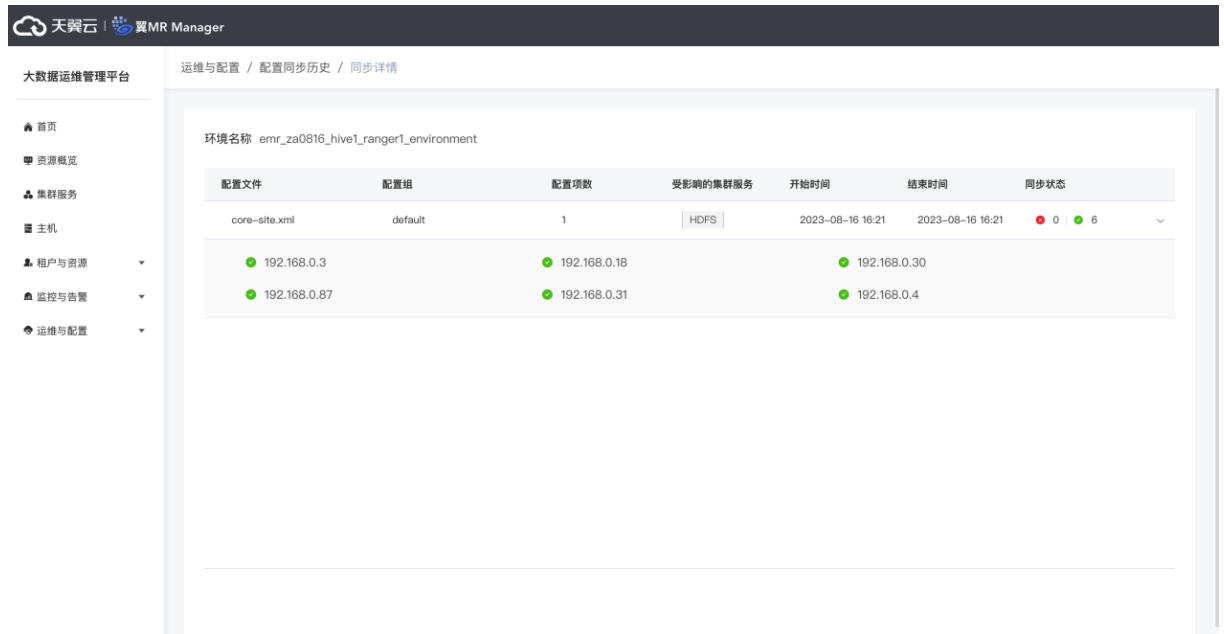 天翼云 翼MR Manager
大数据运维管理平台
运维与配置 / 配置同步历史 / 同步详情
首页
资源概览
集群服务
主机
租户与资源
监控与告警
运维与配置
环境名称 emr_za0816_hive1_ranger1_environment
配置文件 配置组 配置项数 受影响的集群服务 开始时间 结束时间 同步状态
core-site.xml default 1 HDFS 2023-08-16 16:21 2023-08-16 16:21 0 6
192.168.0.3 192.168.0.18 192.168.0.30
192.168.0.87 192.168.0.31 192.168.0.4